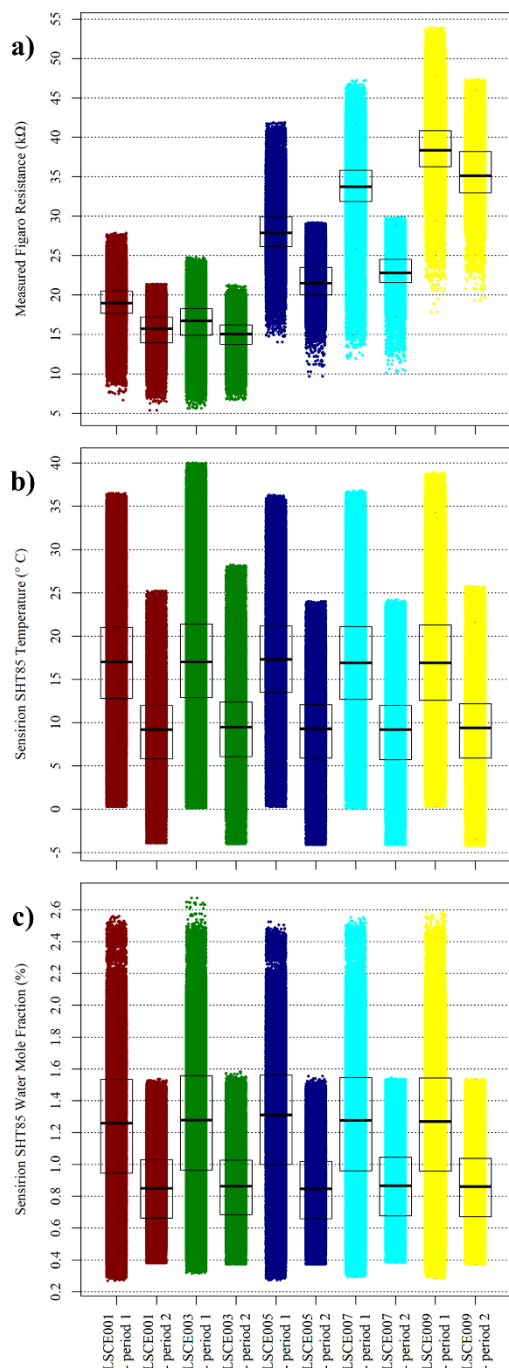 a)
Measured Figaro Resistance (kΩ)
55
50
45
40
35
30
25
20
15
10
5
b)
Sensirion SHT85 Temperature (° C)
40
35
30
25
20
15
10
5
0
-5
c)
Sensirion SHT85 Water Mole Fraction (%)
2.6
2.4
2.2
2.0
1.8
1.6
1.4
1.2
1.0
0.8
0.6
0.4
0.2
LSCE001
- period 1
LSCE001
- period 2
LSCE003
- period 1
LSCE003
- period 2
LSCE005
- period 1
LSCE005
- period 2
LSCE007
- period 1
LSCE007
- period 2
LSCE009
- period 1
LSCE009
- period 2